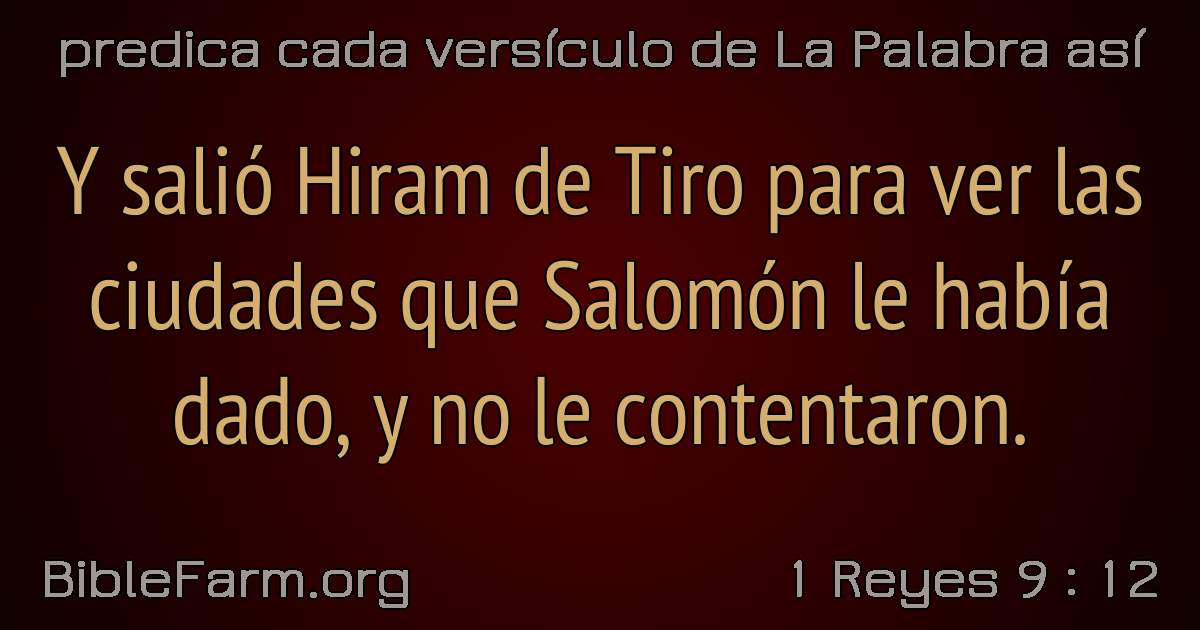 predica cada versículo de La Palabra así
Y salió Hiram de Tiro para ver las
ciudades que Salomón le había
dado, y no le contentaron.
BibleFarm.org
1 Reyes 9 : 12